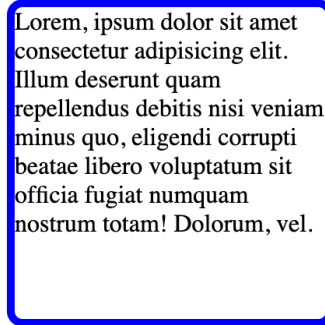 Lorem, ipsum dolor sit amet
consectetur adipisicing elit.
Illum deserunt quam
repellendus debitis nisi veniam
minus quo, eligendi corrupti
beatae libero voluptatum sit
officia fugiat numquam
nostrum totam! Dolorum, vel.